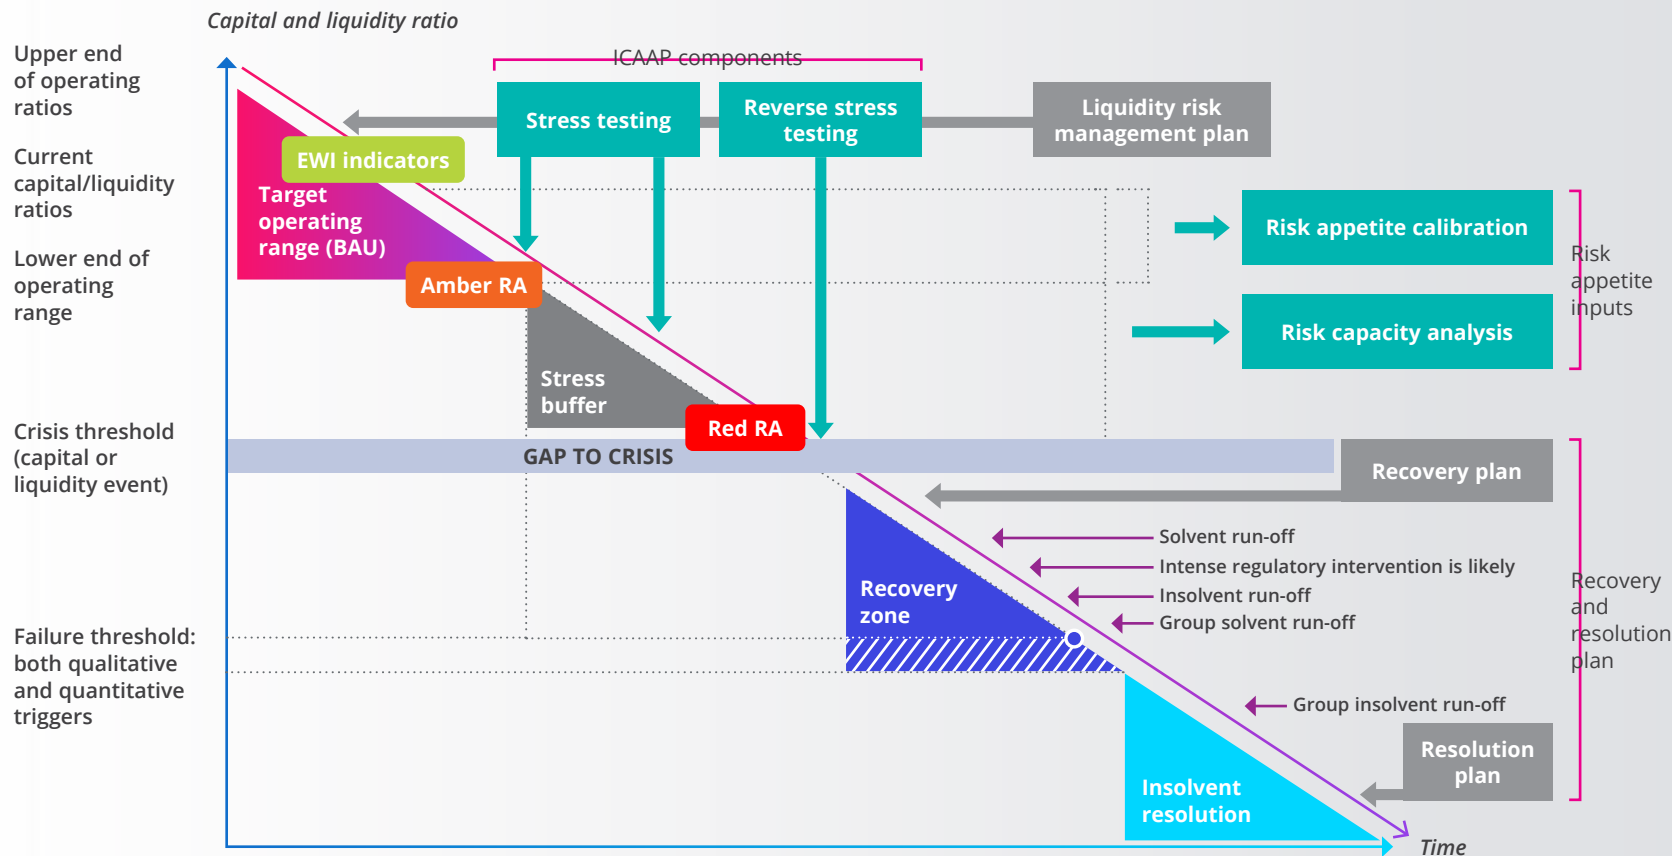 Capital and liquidity ratio
Upper end
of operating
ratios
Current
capital/liquidity
ratios
Lower end of
operating
range
Crisis threshold
(capital or
liquidity event)
Failure threshold:
both qualitative
and quantitative
triggers
ICAAP components
Stress testing
Reverse stress
testing
Liquidity risk
management plan
EWI indicators
Target
operating
range (BAU)
Amber RA
Risk appetite calibration
Risk capacity analysis
Risk
appetite
inputs
Stress
buffer
Red RA
GAP TO CRISIS
Recovery plan
Solvent run-off
Intense regulatory intervention is likely
Insolvent run-off
Group solvent run-off
Recovery
zone
Recovery
and
resolution
plan
Group insolvent run-off
Resolution
plan
Insolvent
resolution
Time